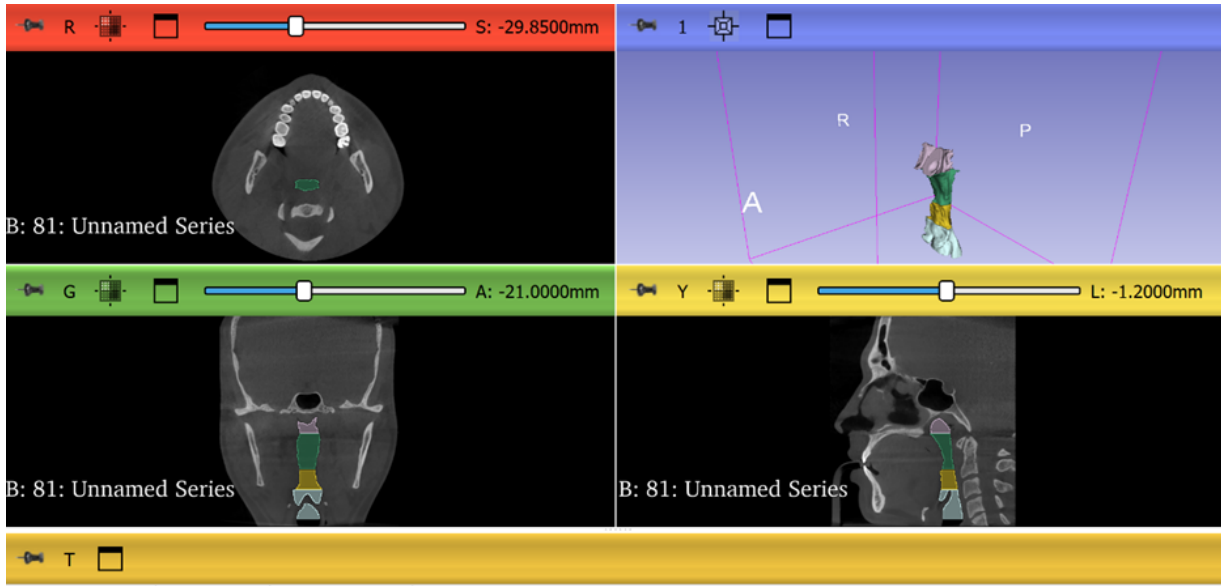 R S: -29.8500mm
1
R
P
A
B: 81: Unnamed Series
G A: -21.0000mm
Y L: -1.2000mm
B: 81: Unnamed Series
B: 81: Unnamed Series
T